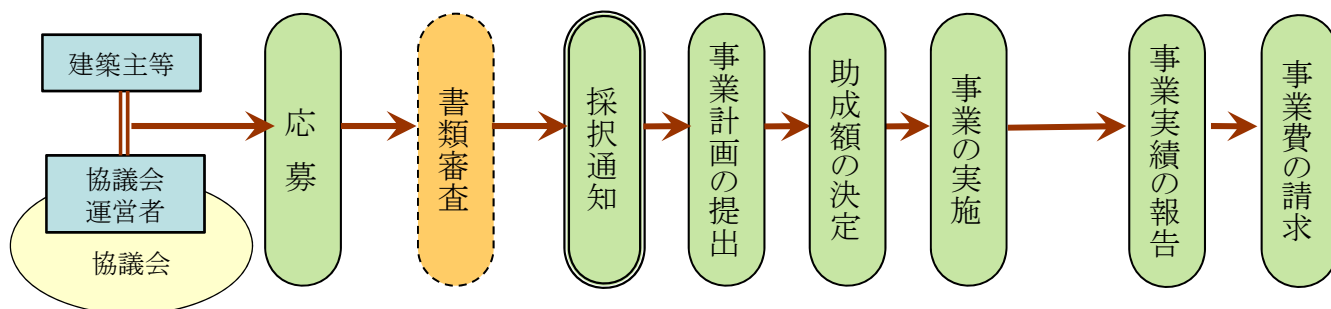 建築主等
協議会
運営者
協議会
応募
書類審査
採択通知
事業計画の提出
助成額の決定
事業の実施
事業実績の報告
事業費の請求